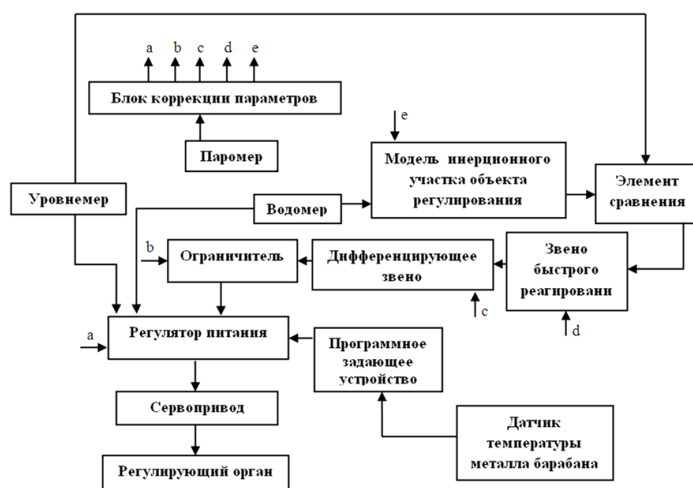 a b c d e
Блок коррекции параметров
Паромер
e
Модель инерционного
участка объекта
регулирования
Элемент
сравнения
Уровнемер
Водомер
b
Ограничитель
Дифференцирующее
звено
Звено
быстрого
реагировани
c
d
a
Регулятор питания
Программное
задающее
устройство
Сервопривод
Датчик
температуры
металла барабана
Регулирующий орган